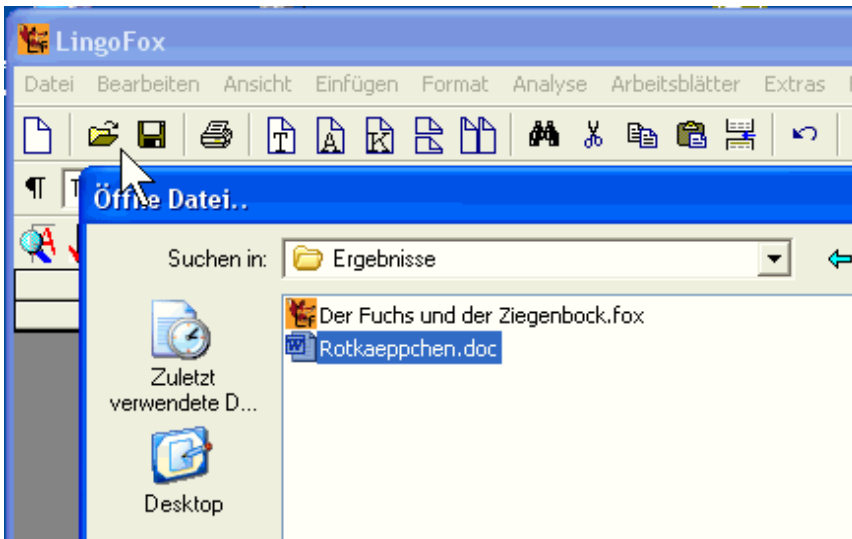 LingoFox
Datei Bearbeiten Ansicht Einfügen Format Analyse Arbeitsblätter Extras
T A K
¶ T
Öffne Datei..
A
Suchen in: Ergebnisse
Der Fuchs und der Ziegenbock.fox
Rotkaeppchen.doc
Zuletzt
verwendete D...
Desktop